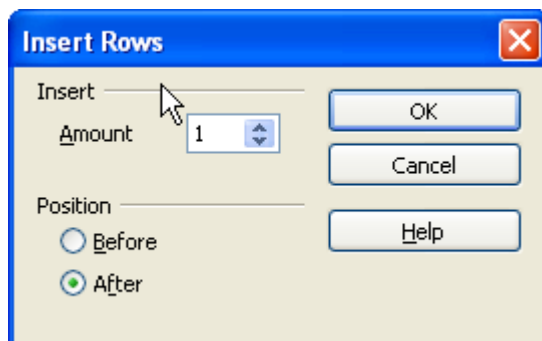 Insert Rows
Insert
Amount 1
Position
Before
After
OK
Cancel
Help